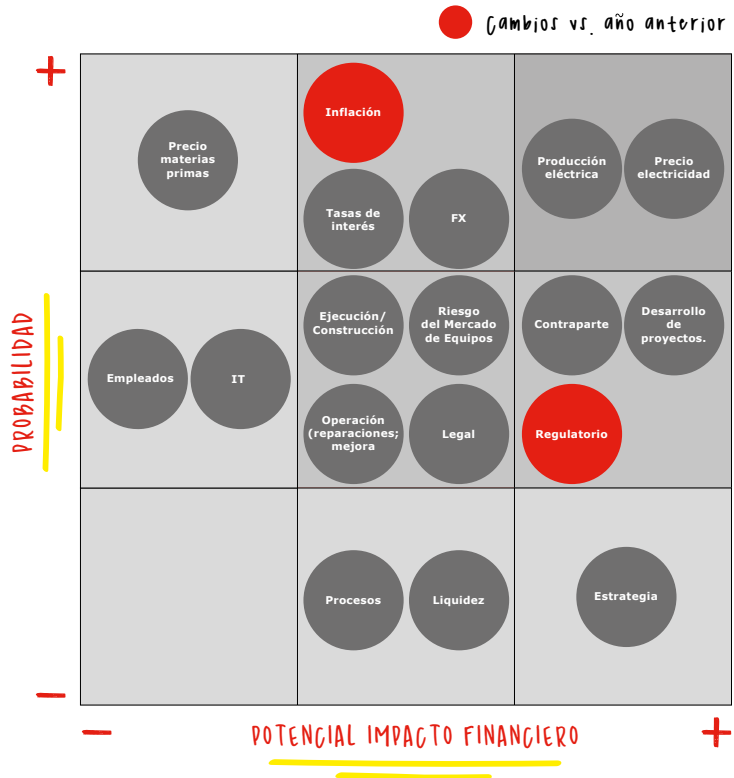 Cambios vs. año anterior
+
Inflación
Precio
materias
primas
Producción
eléctrica
Precio
electricidad
Tasas de
interés
FX
PROBABILIDAD
Ejecución/
Construcción
Riesgo
del Mercado
de Equipos
Contraparte
Desarrollo
de
proyectos.
Empleados
IT
Operación
(reparaciones;
mejora
Legal
Regulatorio
Procesos
Liquidez
Estrategia
−
−
POTENCIAL IMPACTO FINANCIERO
+